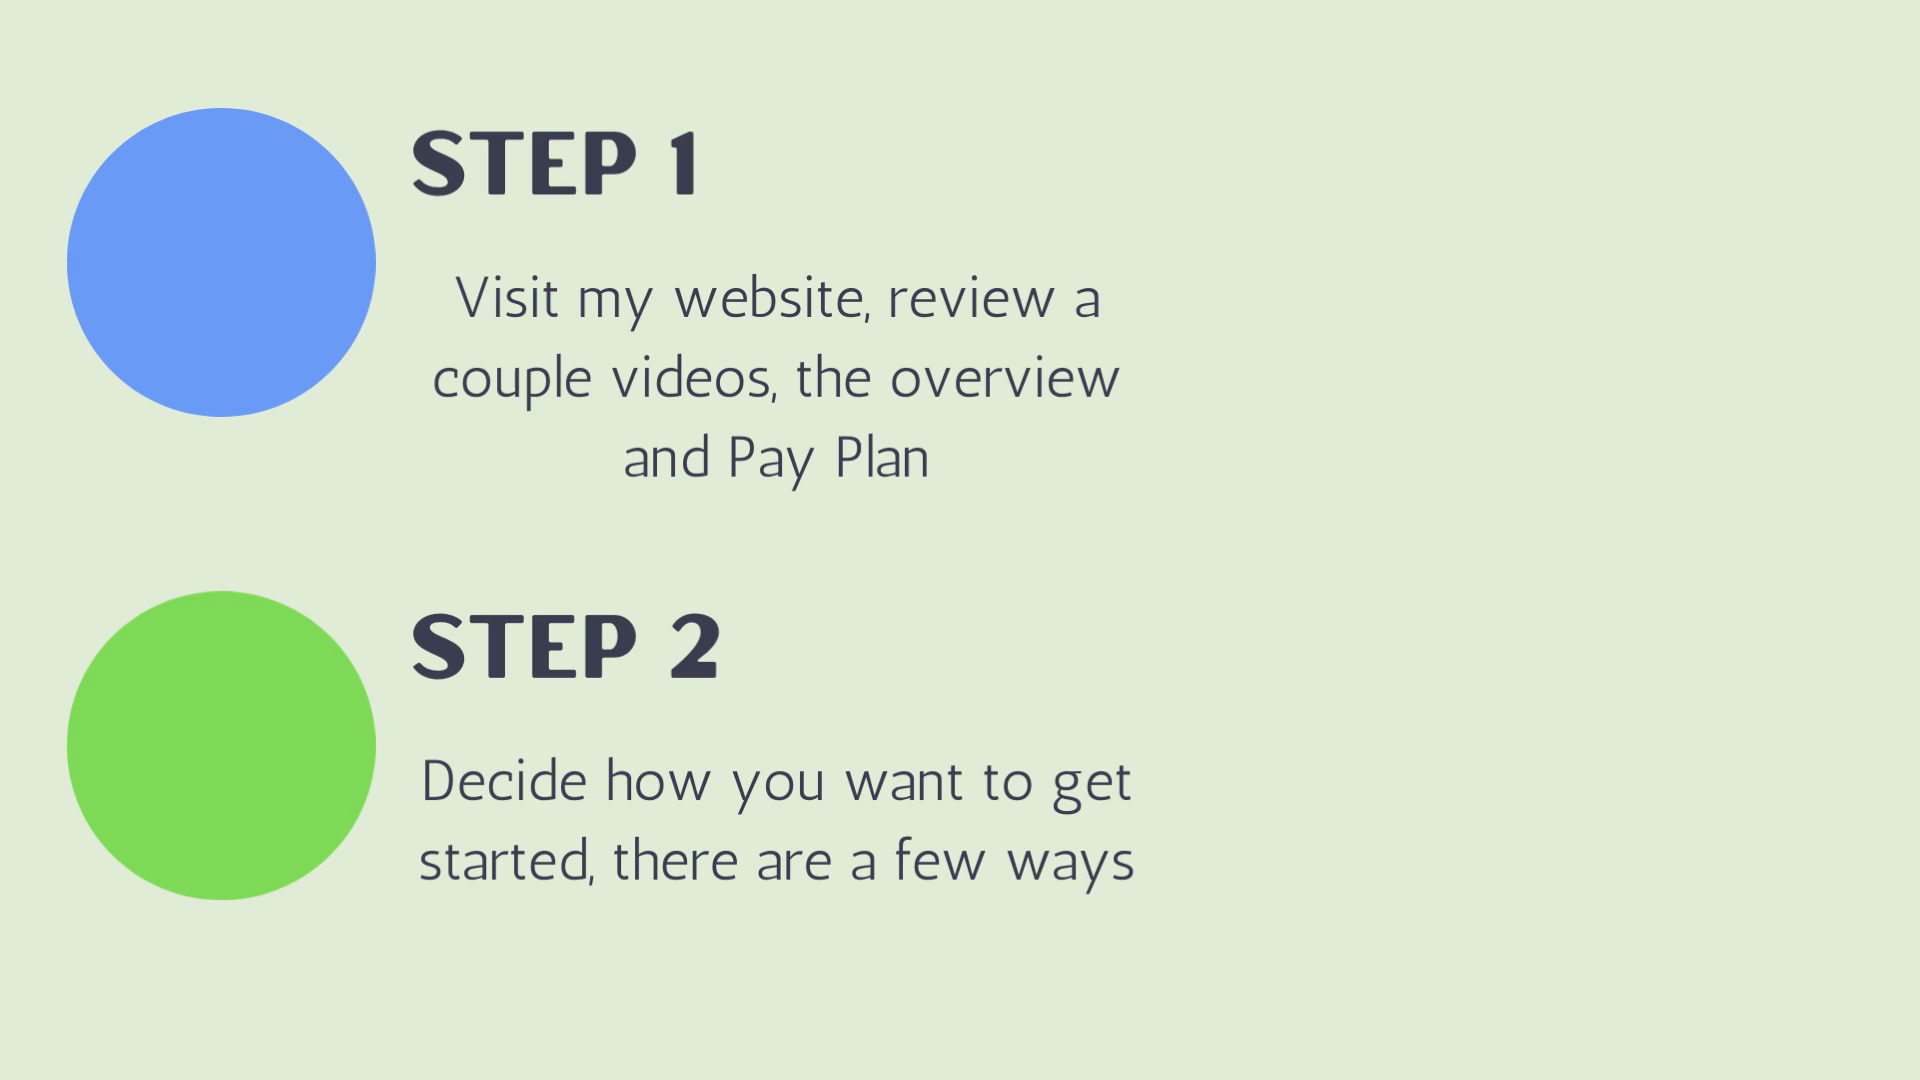 STEP 1
Visit my website, review a
couple videos, the overview
and Pay Plan
STEP 2
Decide how you want to get
started, there are a few ways